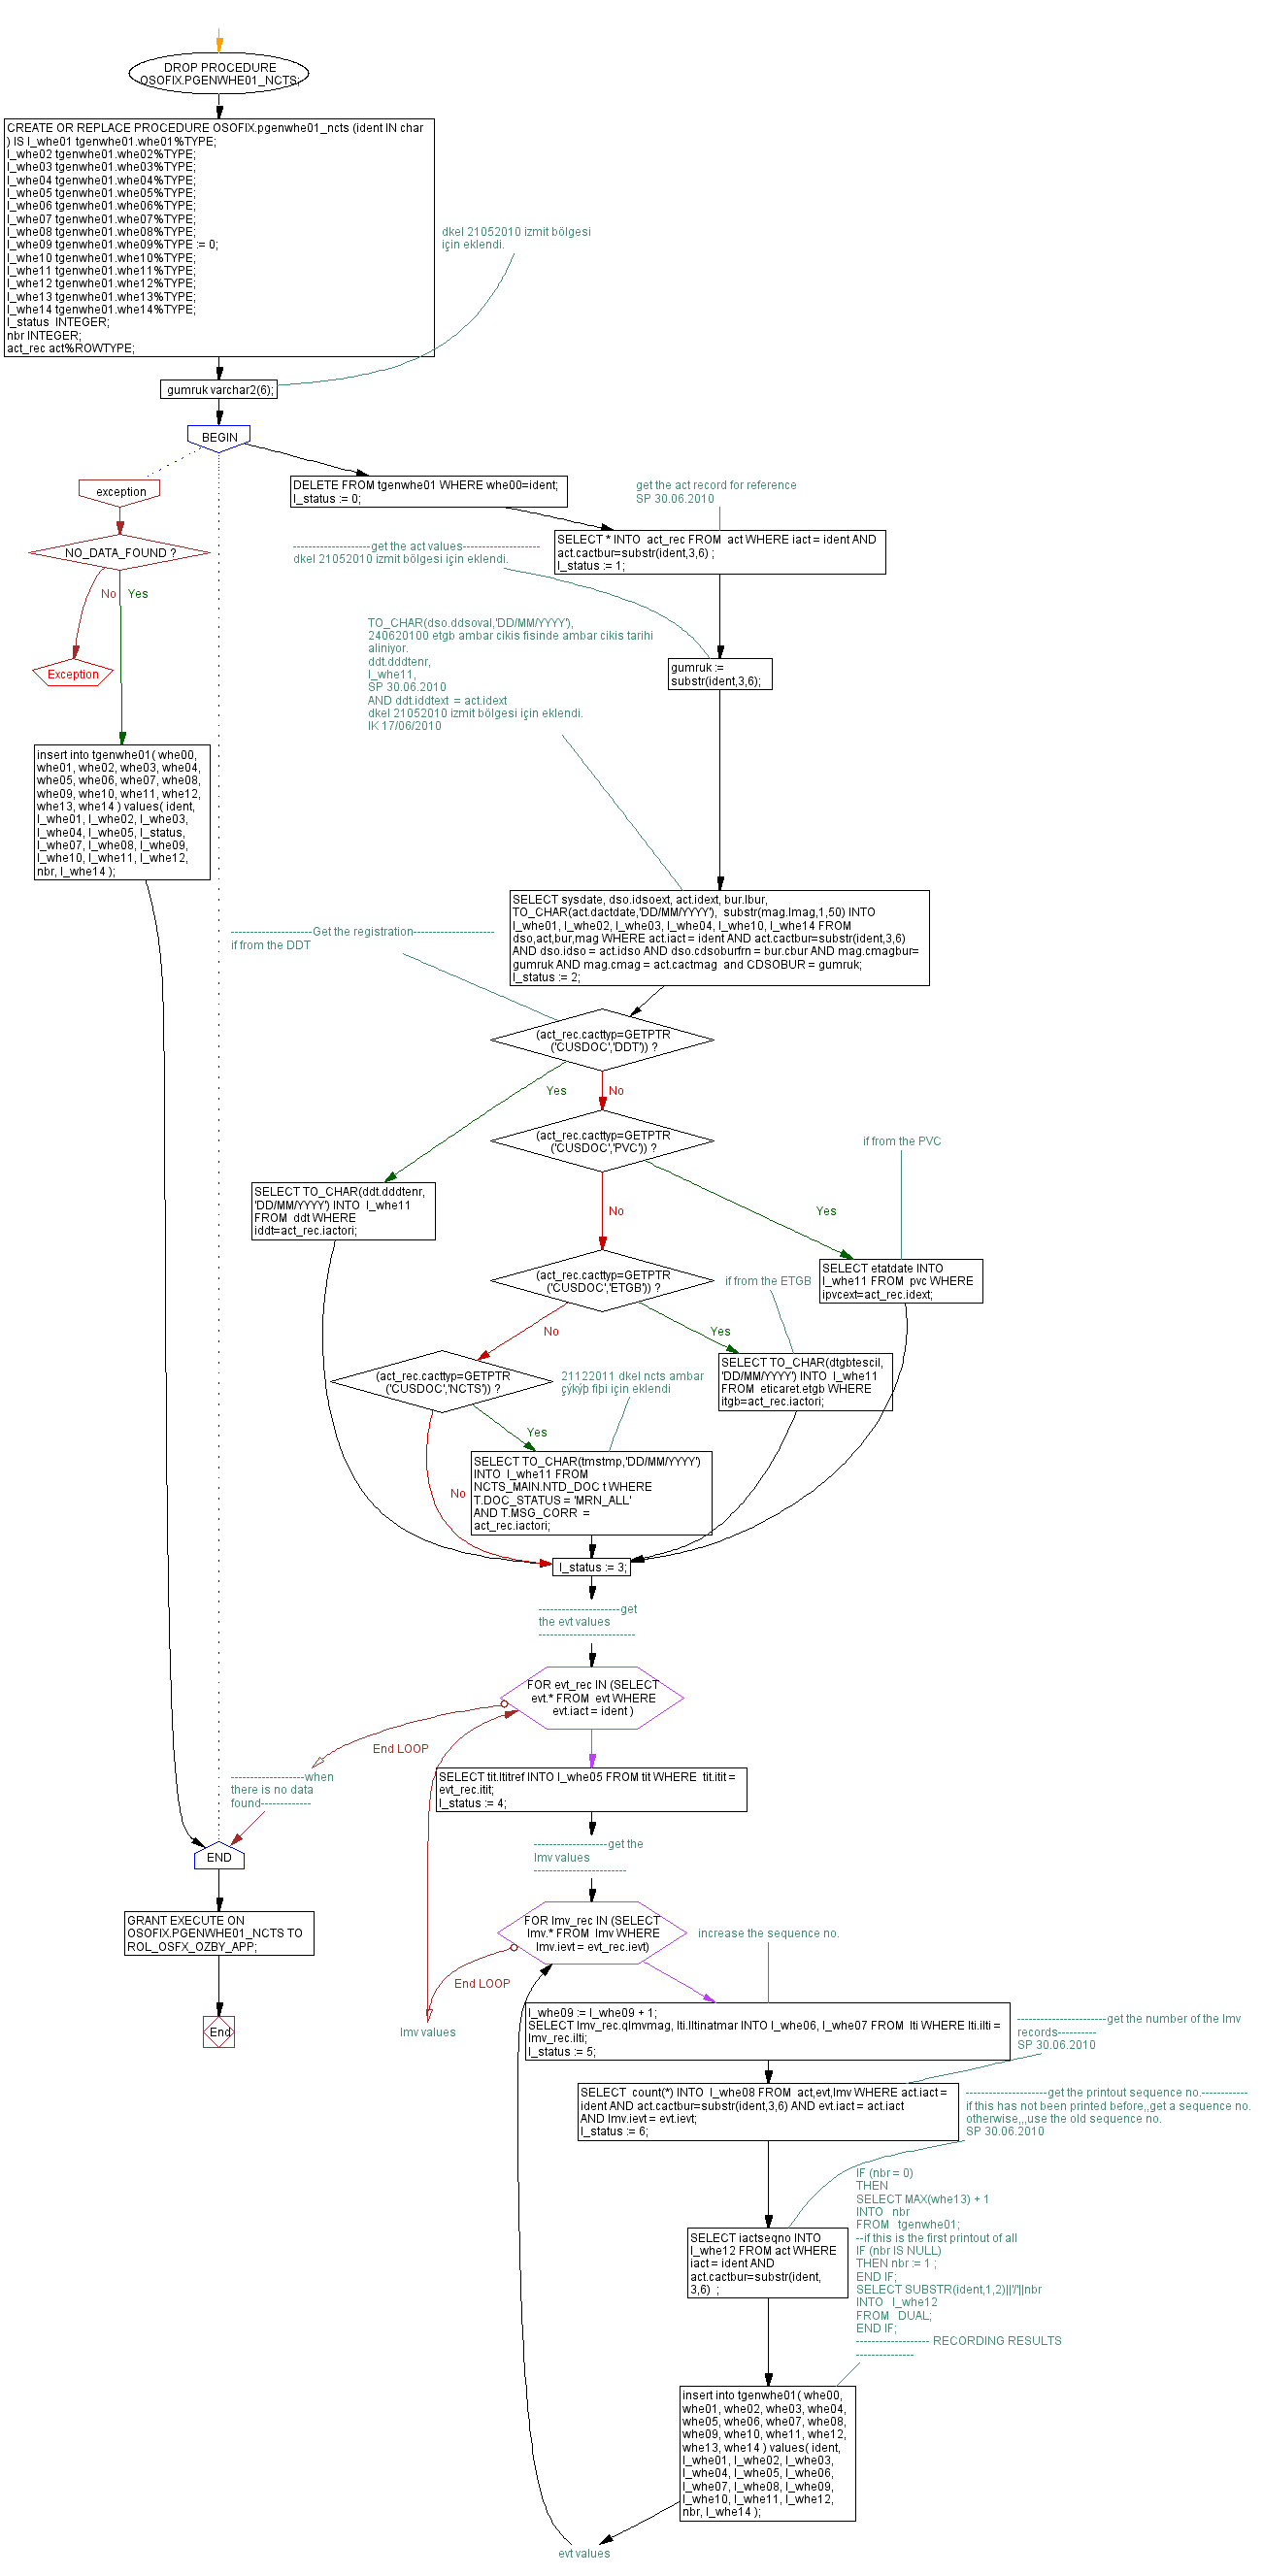 DROP PROCEDURE
OSOFIX.PGENWHE01_NCTS;
CREATE OR REPLACE PROCEDURE OSOFIX.pgenwhe01_ncts (ident IN char
) IS l_whe01 tgenwhe01.whe01%TYPE;
l_whe02 tgenwhe01.whe02%TYPE;
l_whe03 tgenwhe01.whe03%TYPE;
l_whe04 tgenwhe01.whe04%TYPE;
l_whe05 tgenwhe01.whe05%TYPE;
l_whe06 tgenwhe01.whe06%TYPE;
l_whe07 tgenwhe01.whe07%TYPE;
l_whe08 tgenwhe01.whe08%TYPE;
l_whe09 tgenwhe01.whe09%TYPE := 0;
l_whe10 tgenwhe01.whe10%TYPE;
l_whe11 tgenwhe01.whe11%TYPE;
l_whe12 tgenwhe01.whe12%TYPE;
l_whe13 tgenwhe01.whe13%TYPE;
l_whe14 tgenwhe01.whe14%TYPE;
l_status INTEGER;
nbr INTEGER;
act_rec act%ROWTYPE;
dkel 21052010 izmit bölgesi
için eklendi.
gumruk varchar2(6);
BEGIN
exception
NO_DATA_FOUND ?
No
Yes
Exception
insert into tgenwhe01( whe00,
whe01, whe02, whe03, whe04,
whe05, whe06, whe07, whe08,
whe09, whe10, whe11, whe12,
whe13, whe14 ) values( ident,
l_whe01, l_whe02, l_whe03,
l_whe04, l_whe05, l_status,
l_whe07, l_whe08, l_whe09,
l_whe10, l_whe11, l_whe12,
nbr, l_whe14 );
DELETE FROM tgenwhe01 WHERE whe00=ident;
l_status := 0;
get the act record for reference
SP 30.06.2010
SELECT * INTO act_rec FROM act WHERE iact = ident AND
act.cactbur=substr(ident,3,6) ;
l_status := 1;
--------------------get the act values--------------------
dkel 21052010 izmit bölgesi için eklendi.
gumruk :=
substr(ident,3,6);
TO_CHAR(dso.ddsoval,'DD/MM/YYYY'),
240620100 etgb ambar cikis fisinde ambar cikis tarihi
aliniyor.
ddt.dddtenr,
l_whe11,
SP 30.06.2010
AND ddt.iddtext = act.idext
dkel 21052010 izmit bölgesi için eklendi.
IK 17/06/2010
SELECT sysdate, dso.idsoext, act.idext, bur.lbur,
TO_CHAR(act.dactdate,'DD/MM/YYYY'), substr(mag.lmag,1,50) INTO
l_whe01, l_whe02, l_whe03, l_whe04, l_whe10, l_whe14 FROM
dso,act,bur,mag WHERE act.iact = ident AND act.cactbur=substr(ident,3,6)
AND dso.idso = act.idso AND dso.cdsoburfrn = bur.cbur AND mag.cmagbur=
gumruk AND mag.cmag = act.cactmag and CDSOBUR = gumruk;
l_status := 2;
---------------------Get the registration---------------------
if from the DDT
(act_rec.cacttyp=GETPTR
('CUSDOC','DDT')) ?
Yes
No
(act_rec.cacttyp=GETPTR
('CUSDOC','PVC')) ?
if from the PVC
SELECT TO_CHAR(ddt.dddtenr,
'DD/MM/YYYY') INTO l_whe11
FROM ddt WHERE
iddt=act_rec.iactori;
No
Yes
(act_rec.cacttyp=GETPTR
('CUSDOC','ETGB')) ?
if from the ETGB
SELECT etatdate INTO
l_whe11 FROM pvc WHERE
ipvcext=act_rec.idext;
No
Yes
(act_rec.cacttyp=GETPTR
('CUSDOC','NCTS')) ?
21122011 dkel ncts ambar
çýkýþ fiþi için eklendi
SELECT TO_CHAR(dtgbtescil,
'DD/MM/YYYY') INTO l_whe11
FROM eticaret.etgb WHERE
itgb=act_rec.iactori;
Yes
No
SELECT TO_CHAR(tmstmp,'DD/MM/YYYY')
INTO l_whe11 FROM
NCTS_MAIN.NTD_DOC t WHERE
T.DOC_STATUS = 'MRN_ALL'
AND T.MSG_CORR =
act_rec.iactori;
l_status := 3;
---------------------get
the evt values
-------------------------
FOR evt_rec IN (SELECT
evt.* FROM evt WHERE
evt.iact = ident )
End LOOP
-------------------when
there is no data
found-------------
SELECT tit.ltitref INTO l_whe05 FROM tit WHERE tit.itit =
evt_rec.itit;
l_status := 4;
-------------------get the
lmv values
------------------------
END
GRANT EXECUTE ON
OSOFIX.PGENWHE01_NCTS TO
ROL_OSFX_OZBY_APP;
End
FOR lmv_rec IN (SELECT
lmv.* FROM lmv WHERE
lmv.ievt = evt_rec.ievt)
End LOOP
lmv values
increase the sequence no.
l_whe09 := l_whe09 + 1;
SELECT lmv_rec.qlmvmag, lti.lltinatmar INTO l_whe06, l_whe07 FROM lti WHERE lti.ilti =
lmv_rec.ilti;
l_status := 5;
-----------------------get the number of the lmv
records----------
SP 30.06.2010
SELECT count(*) INTO l_whe08 FROM act,evt,lmv WHERE act.iact =
ident AND act.cactbur=substr(ident,3,6) AND evt.iact = act.iact
AND lmv.ievt = evt.ievt;
l_status := 6;
---------------------get the printout sequence no.------------
if this has not been printed before,,get a sequence no.
otherwise,,,use the old sequence no.
SP 30.06.2010
SELECT iactseqno INTO
l_whe12 FROM act WHERE
iact = ident AND
act.cactbur=substr(ident,
3,6) ;
IF (nbr = 0)
THEN
SELECT MAX(whe13) + 1
INTO nbr
FROM tgenwhe01;
--if this is the first printout of all
IF (nbr IS NULL)
THEN nbr := 1 ;
END IF;
SELECT SUBSTR(ident,1,2)||'/'||nbr
INTO l_whe12
FROM DUAL;
END IF;
------------------- RECORDING RESULTS
---------------
insert into tgenwhe01( whe00,
whe01, whe02, whe03, whe04,
whe05, whe06, whe07, whe08,
whe09, whe10, whe11, whe12,
whe13, whe14 ) values( ident,
l_whe01, l_whe02, l_whe03,
l_whe04, l_whe05, l_whe06,
l_whe07, l_whe08, l_whe09,
l_whe10, l_whe11, l_whe12,
nbr, l_whe14 );
evt values